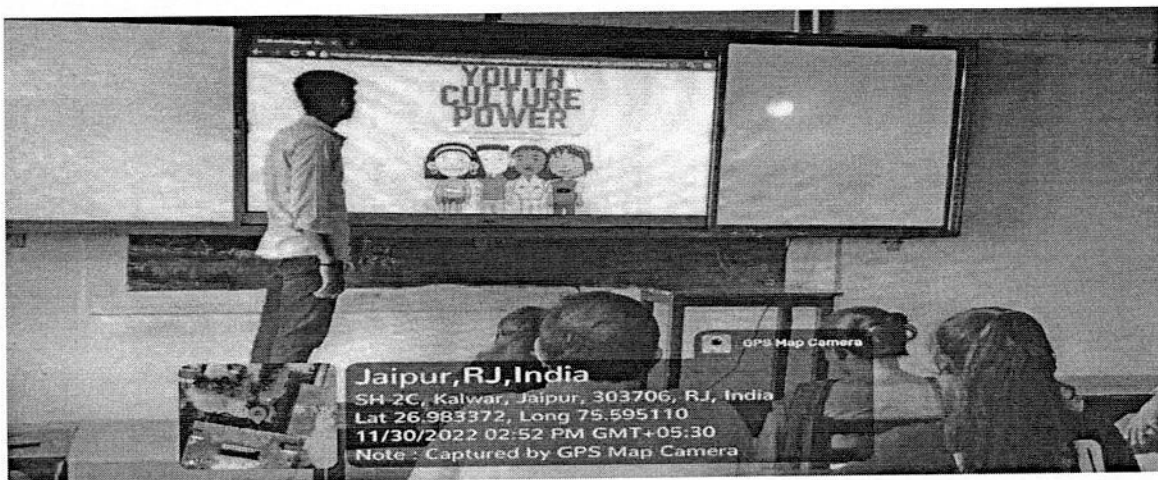 YOUTH
CULTURE
POWER
GPS Map Camera
Jaipur,RJ,India
SH 2C, Kalwar, Jaipur, 303706, RJ, India
Lat 26.983372, Long 75.595110
11/30/2022 02:52 PM GMT+05:30
Note : Captured by GPS Map Camera